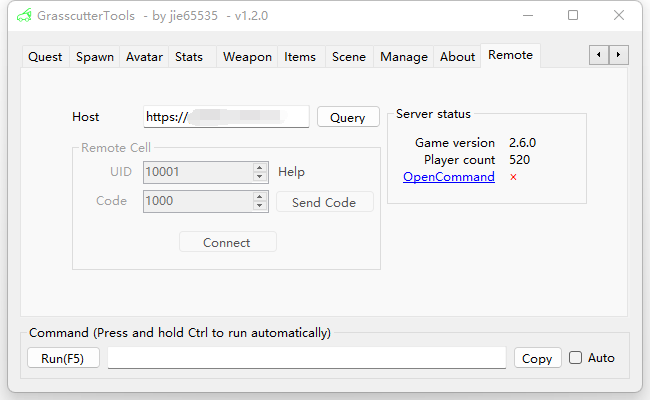 GrasscutterTools - by jie65535 - v1.2.0
Quest Spawn Avatar Stats Weapon Items Scene Manage About Remote
Host https:// Query
Server status
Game version 2.6.0
Player count 520
OpenCommand ×
Remote Cell
UID 10001 Help
Code 1000 Send Code
Connect
Command (Press and hold Ctrl to run automatically)
Run(F5) Copy Auto